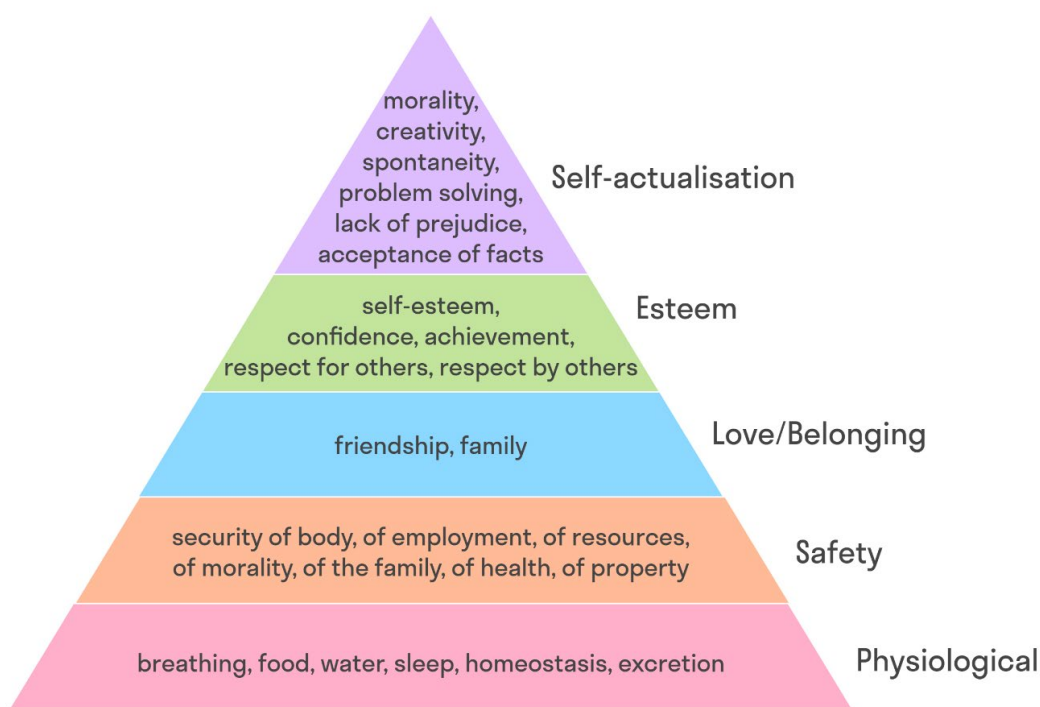 morality,
creativity,
spontaneity,
problem solving,
lack of prejudice,
acceptance of facts
Self-actualisation
self-esteem,
confidence, achievement,
respect for others, respect by others
Esteem
friendship, family
Love/Belonging
security of body, of employment, of resources,
of morality, of the family, of health, of property
Safety
breathing, food, water, sleep, homeostasis, excretion
Physiological